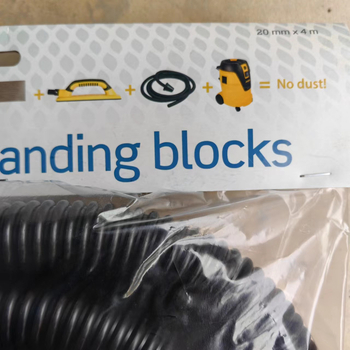 20 mm x 4 m
+ + + = No dust!
anding blocks